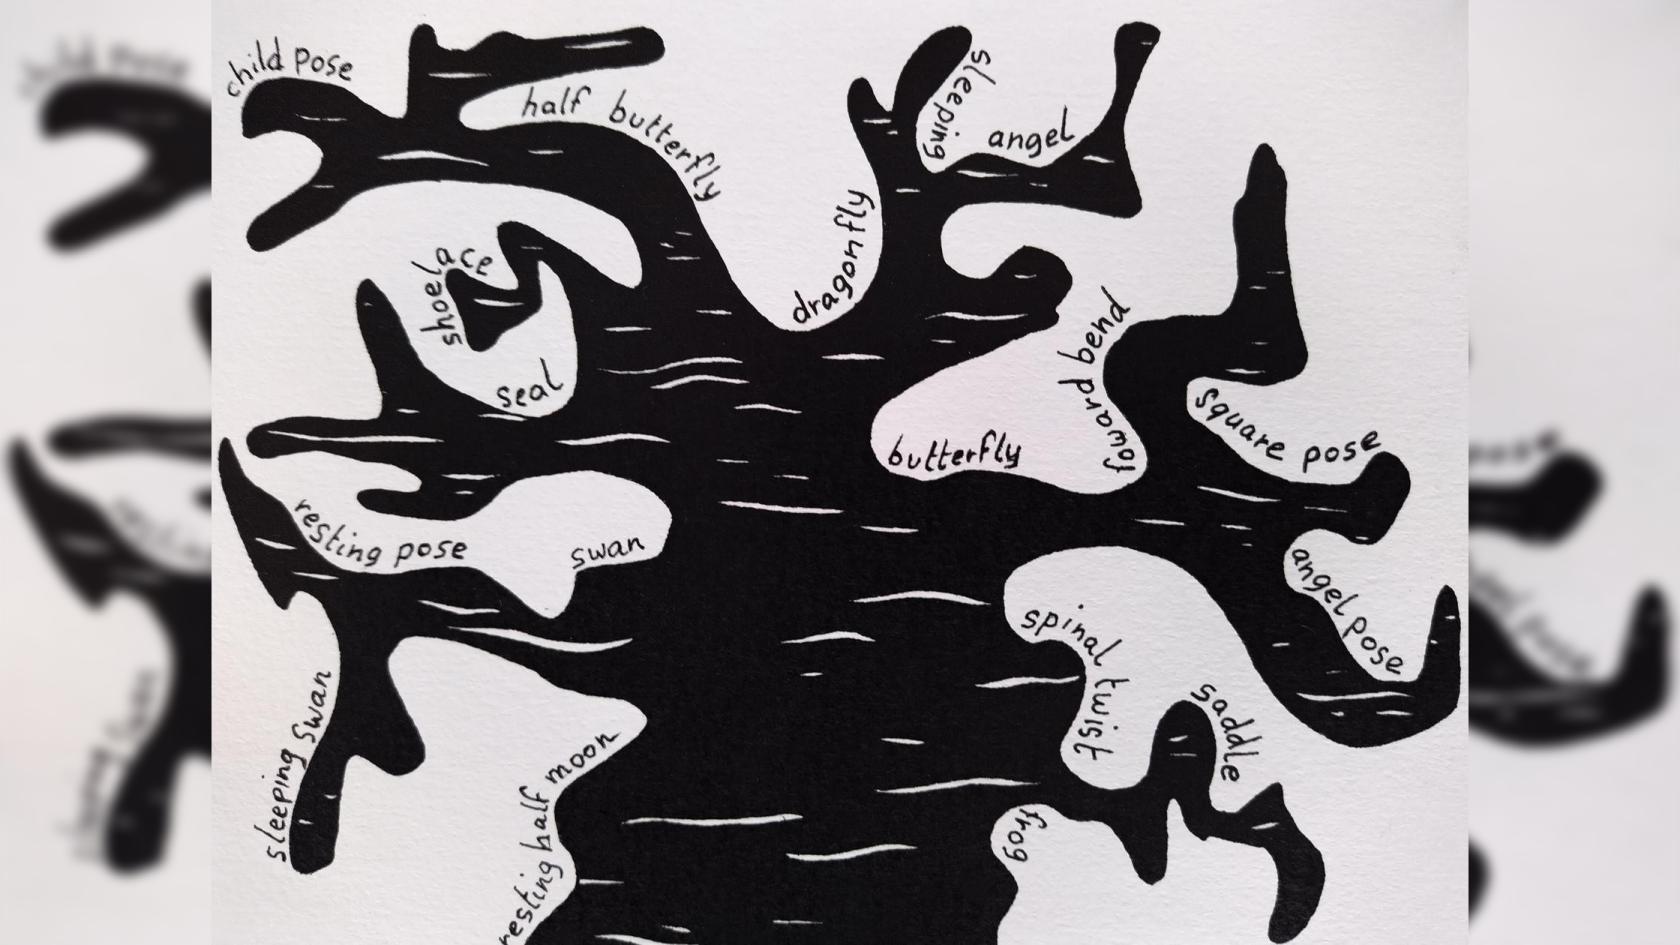 child pose
half butterfly
sleeping angel
dragonfly
shoelace
seal
forward bend
butterfly
square pose
resting pose
swan
angel pose
spinal twist
sleeping swan
saddle
resting half moon
frog